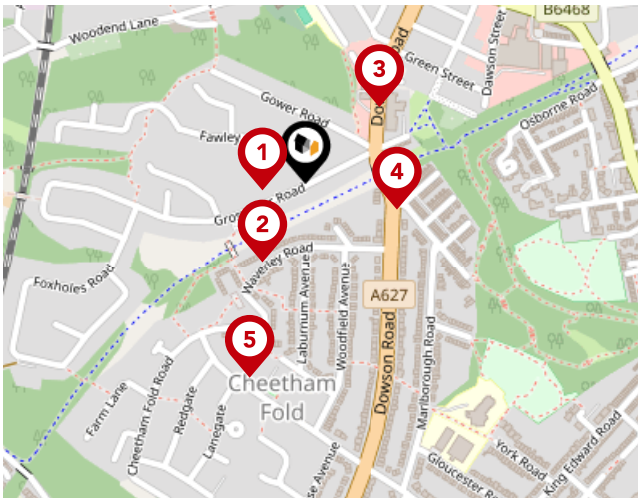 B6468
Woodend Lane
Dawson Street
Green Street
3
Gower Road
Osborne Road
Fawley
1
4
Road
2
Waverley Road
Foxholes Road
Laburnum Avenue
Woodfield Avenue
A627
5
Cheetham
Fold
Dowson Road
Marlborough Road
Farm Lane
Cheetham Fold Road
Redgate
Lanegate
York Road
King Edward Road
Gloucester